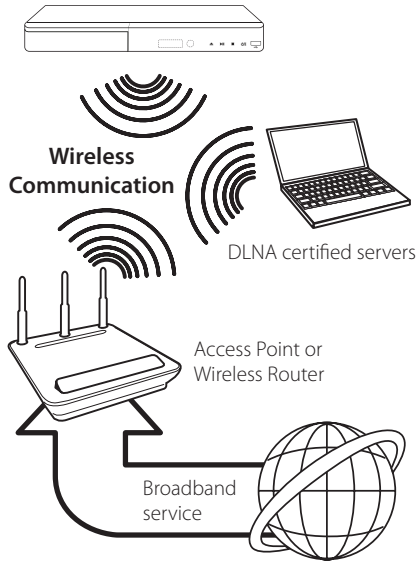 Wireless
Communication
DLNA certified servers
Access Point or
Wireless Router
Broadband
service